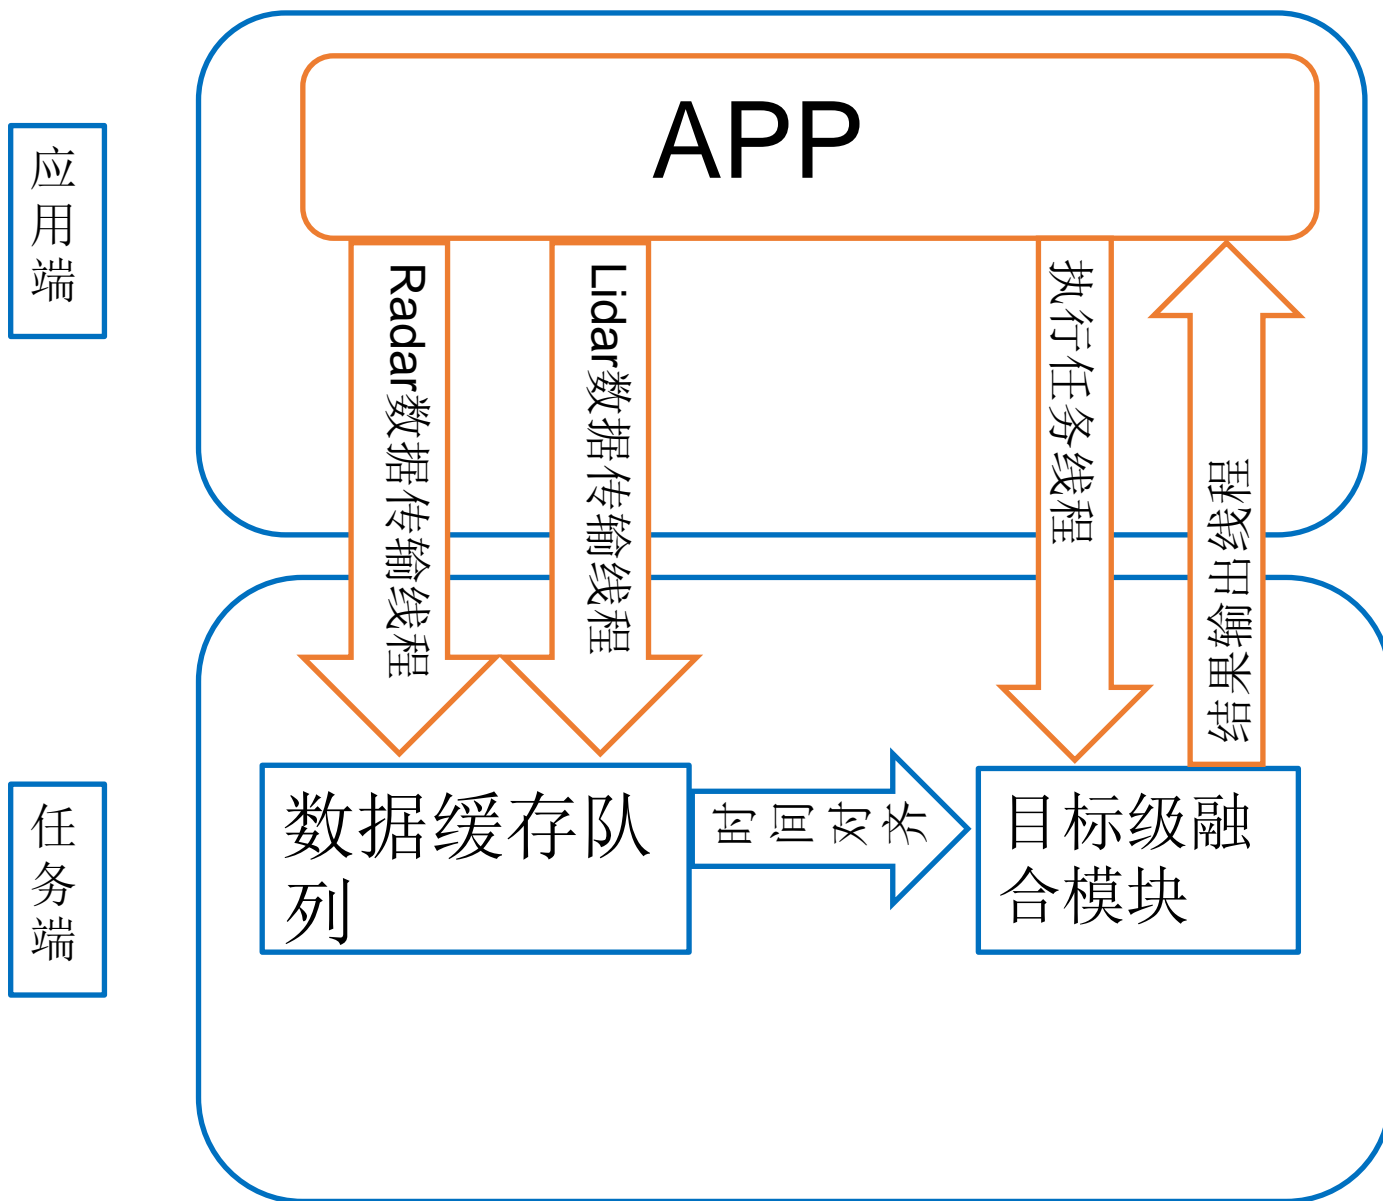 APP
应用端
Radar数据传输线程
Lidar数据传输线程
执行任务线程
结果输出线程
任务端
数据缓存队
列
时间对齐
目标级融
合模块